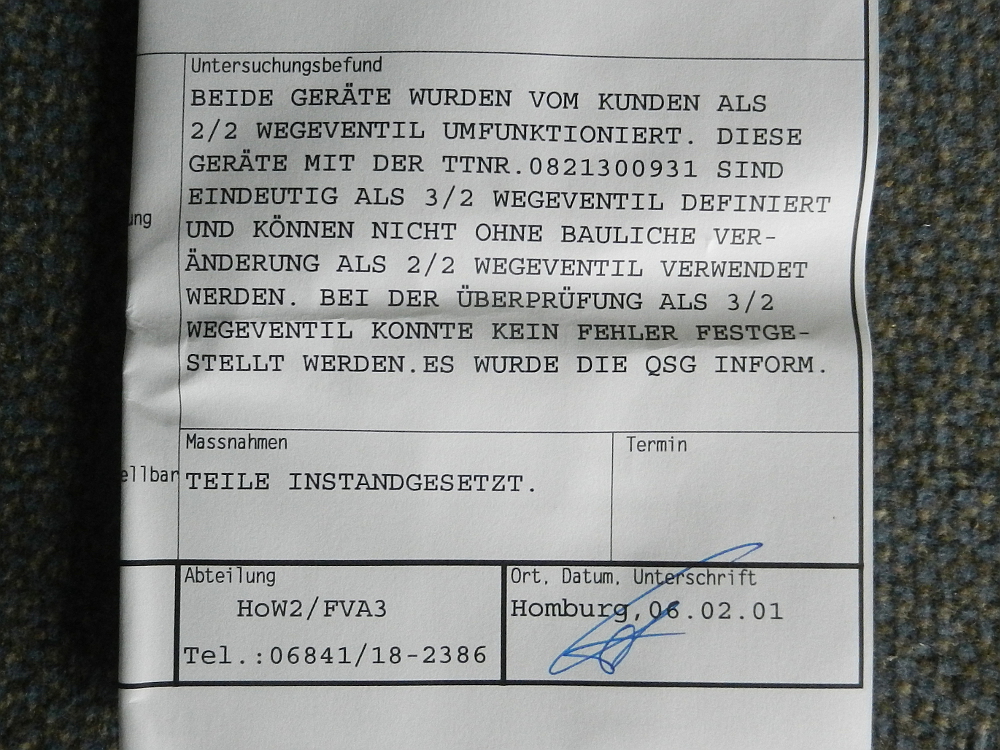 Untersuchungsbefund
BEIDE GERÄTE WURDEN VOM KUNDEN ALS
2/2 WEGEVENTIL UMFUNKTIONIERT. DIESE
GERÄTE MIT DER TTNR.0821300931 SIND
EINDEUTIG ALS 3/2 WEGEVENTIL DEFINIERT
ung
UND KÖNNEN NICHT OHNE BAULICHE VER-
ÄNDERUNG ALS 2/2 WEGEVENTIL VERWENDET
WERDEN. BEI DER ÜBERPRÜFUNG ALS 3/2
WEGEVENTIL KONNTE KEIN FEHLER FESTGE-
STELLT WERDEN.ES WURDE DIE QSG INFORM.
Massnahmen
Termin
ellbar
TEILE INSTANDGESETZT.
Abteilung
HoW2/FVA3
Tel.:06841/18-2386
Ort, Datum, Unterschrift
Homburg,06.02.01